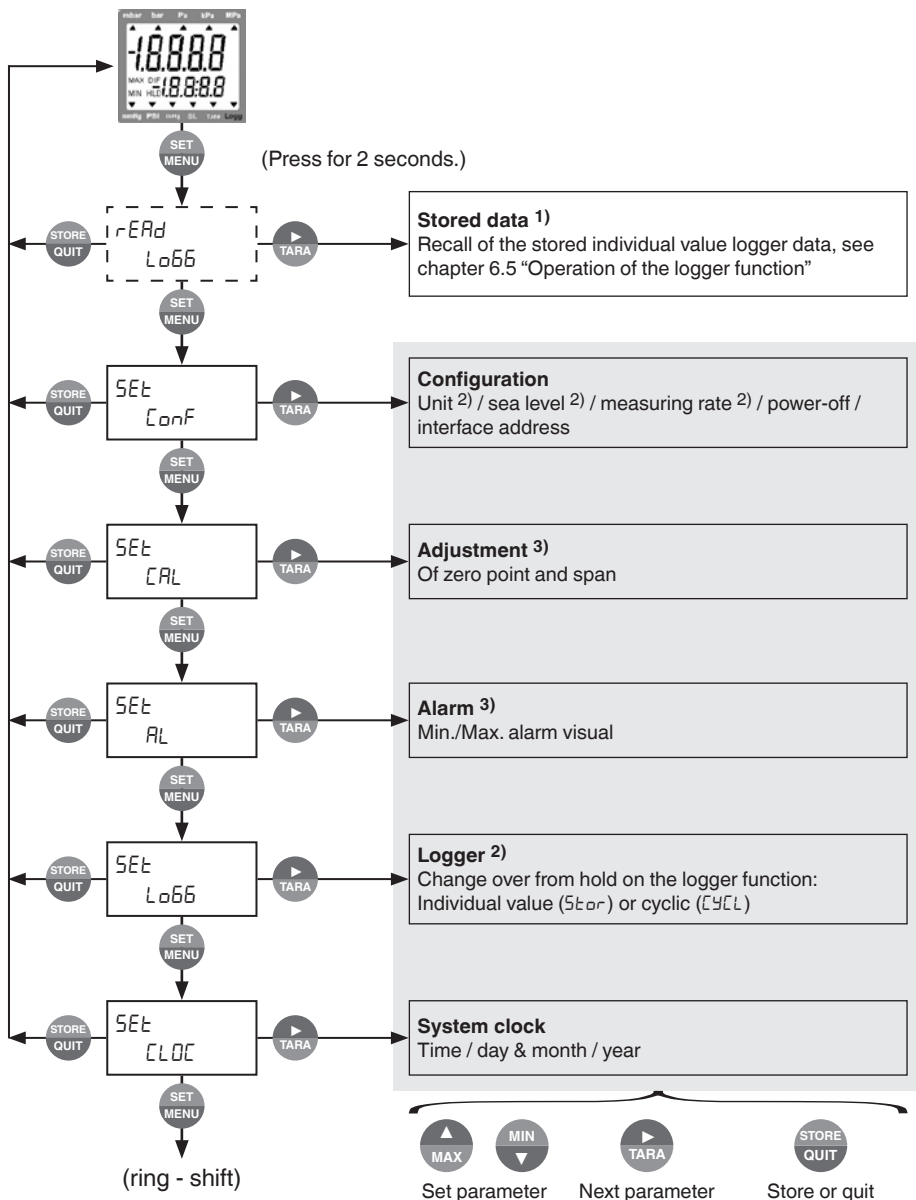 mbar bar Pa kPa MPa
-1.8.8.8.8
MAX DIF
MIN HLD -1.8.8:8.8
mmHg PSI inHg SL Tara Logg
SET
MENU
(Press for 2 seconds.)
STORE
QUIT
rEAd
LoGG
TARA
Stored data 1)
Recall of the stored individual value logger data, see
chapter 6.5 “Operation of the logger function”
SET
MENU
STORE
QUIT
SEt
ConF
TARA
Configuration
Unit 2) / sea level 2) / measuring rate 2) / power-off /
interface address
SET
MENU
STORE
QUIT
SEt
CAL
TARA
Adjustment 3)
Of zero point and span
SET
MENU
STORE
QUIT
SEt
AL
TARA
Alarm 3)
Min./Max. alarm visual
SET
MENU
STORE
QUIT
SEt
LoGG
TARA
Logger 2)
Change over from hold on the logger function:
Individual value (Stor) or cyclic (CYCL)
SET
MENU
STORE
QUIT
SEt
CLOC
TARA
System clock
Time / day & month / year
SET
MENU
(ring - shift)
MAX
MIN
Set parameter
TARA
Next parameter
STORE
QUIT
Store or quit